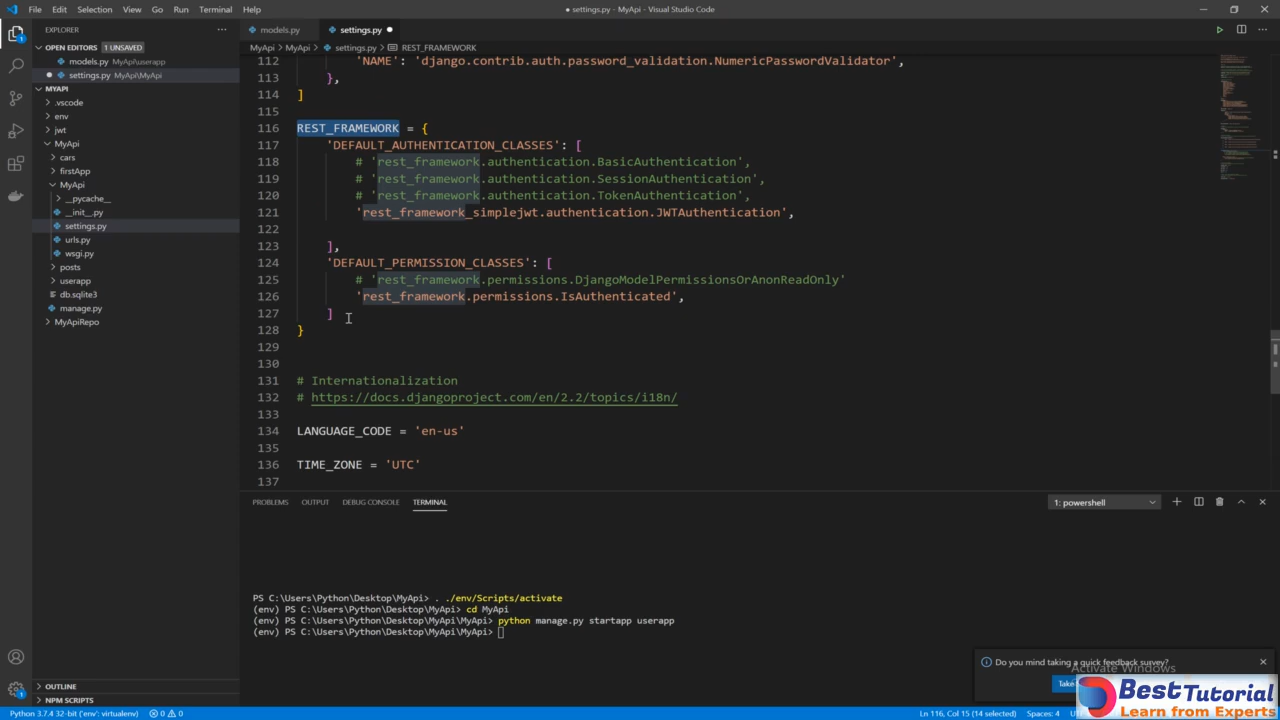 File Edit Selection View Go Run Terminal Help
● settings.py - MyApi - Visual Studio Code
EXPLORER
OPEN EDITORS 1 UNSAVED
models.py MyApi\userapp
settings.py MyApi\MyApi
MYAPI
.vscode
env
jwt
MyApi
cars
firstApp
MyApi
__pycache__
__init__.py
settings.py
urls.py
wsgi.py
posts
userapp
db.sqlite3
manage.py
MyApiRepo
OUTLINE
NPM SCRIPTS
models.py settings.py ●
MyApi > MyApi > settings.py > REST_FRAMEWORK
112 'NAME': 'django.contrib.auth.password_validation.NumericPasswordValidator',
113 },
114 ]
115
116 REST_FRAMEWORK = {
117 'DEFAULT_AUTHENTICATION_CLASSES': [
118 # 'rest_framework.authentication.BasicAuthentication',
119 # 'rest_framework.authentication.SessionAuthentication',
120 # 'rest_framework.authentication.TokenAuthentication',
121 'rest_framework_simplejwt.authentication.JWTAuthentication',
122
123 ],
124 'DEFAULT_PERMISSION_CLASSES': [
125 # 'rest_framework.permissions.DjangoModelPermissionsOrAnonReadOnly'
126 'rest_framework.permissions.IsAuthenticated',
127 ]
128 }
129
130
131 # Internationalization
132 # https://docs.djangoproject.com/en/2.2/topics/i18n/
133
134 LANGUAGE_CODE = 'en-us'
135
136 TIME_ZONE = 'UTC'
137
PROBLEMS OUTPUT DEBUG CONSOLE TERMINAL
1: powershell
PS C:\Users\Python\Desktop\MyApi> . ./env/Scripts/activate
(env) PS C:\Users\Python\Desktop\MyApi> cd MyApi
(env) PS C:\Users\Python\Desktop\MyApi\MyApi> python manage.py startapp userapp
(env) PS C:\Users\Python\Desktop\MyApi\MyApi>
Do you mind taking a quick feedback survey?
Activate Windows
BestTutorial
Learn from Experts
Python 3.7.4 32-bit ('env': virtualenv) 0 0
Ln 116, Col 15 (14 selected) Spaces: 4